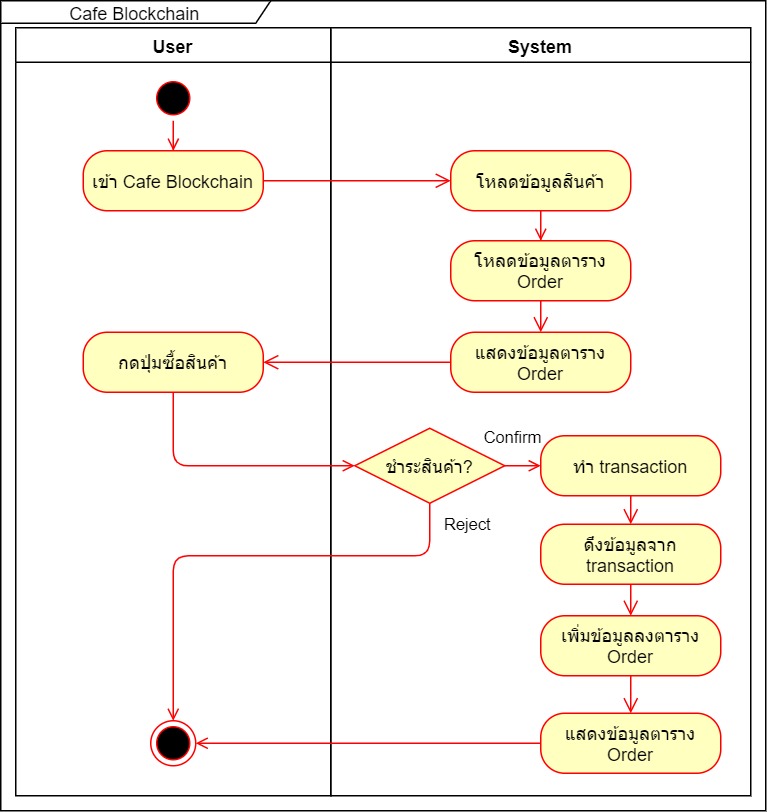 Cafe Blockchain
User
System
เข้า Cafe Blockchain
โหลดข้อมูลสินค้า
โหลดข้อมูลตาราง
Order
แสดงข้อมูลตาราง
Order
กดปุ่มซื้อสินค้า
ชำระสินค้า?
Confirm
ทำ transaction
Reject
ดึงข้อมูลจาก
transaction
เพิ่มข้อมูลลงตาราง
Order
แสดงข้อมูลตาราง
Order